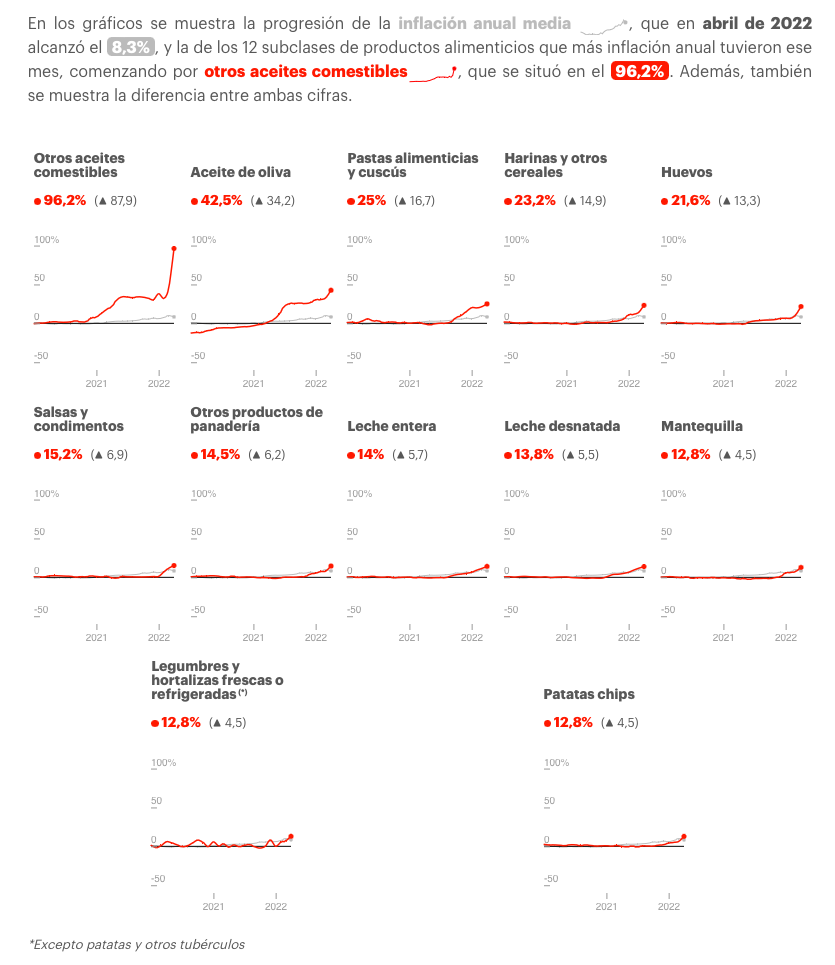 En los gráficos se muestra la progresión de la inflación anual media , que en abril de 2022
alcanzó el 8,3%, y la de los 12 subclases de productos alimenticios que más inflación anual tuvieron ese
mes, comenzando por otros aceites comestibles , que se situó en el 96,2%. Además, también
se muestra la diferencia entre ambas cifras.
Otros aceites
comestibles
96,2% (▲ 87,9)
100%
50
0
-50
2021 2022
Aceite de oliva
42,5% (▲ 34,2)
100%
50
0
-50
2021 2022
Pastas alimenticias
y cuscús
25% (▲ 16,7)
100%
50
0
-50
2021 2022
Harinas y otros
cereales
23,2% (▲ 14,9)
100%
50
0
-50
2021 2022
Huevos
21,6% (▲ 13,3)
100%
50
0
-50
2021 2022
Salsas y
condimentos
15,2% (▲ 6,9)
100%
50
0
-50
2021 2022
Otros productos de
panadería
14,5% (▲ 6,2)
100%
50
0
-50
2021 2022
Leche entera
14% (▲ 5,7)
100%
50
0
-50
2021 2022
Leche desnatada
13,8% (▲ 5,5)
100%
50
0
-50
2021 2022
Mantequilla
12,8% (▲ 4,5)
100%
50
0
-50
2021 2022
Legumbres y
hortalizas frescas o
refrigeradas(*)
12,8% (▲ 4,5)
100%
50
0
-50
2021 2022
Patatas chips
12,8% (▲ 4,5)
100%
50
0
-50
2021 2022
*Excepto patatas y otros tubérculos